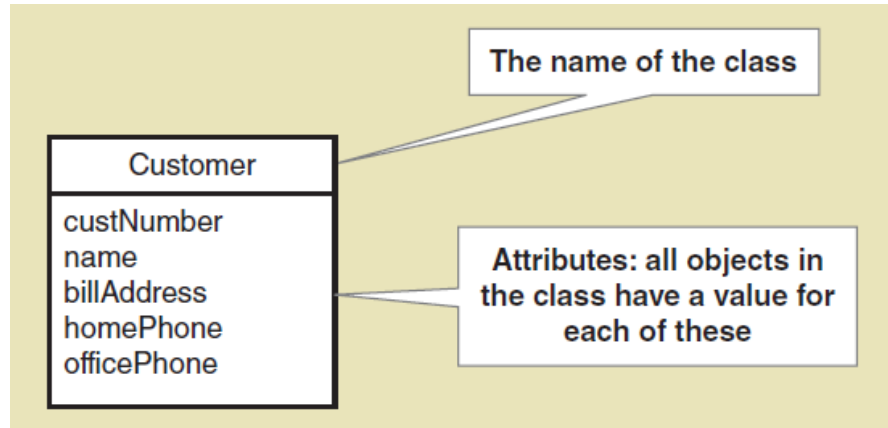 The name of the class
Customer
custNumber
name
billAddress
homePhone
officePhone
Attributes: all objects in
the class have a value for
each of these